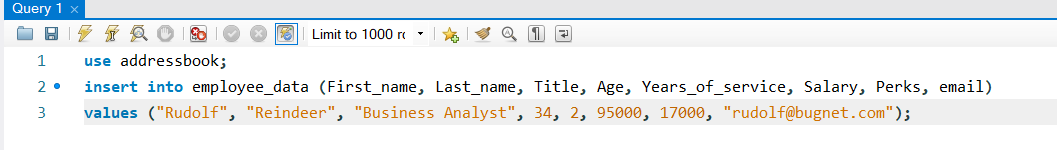 Query 1
Limit to 1000 rc
1 use addressbook;
2 insert into employee_data (First_name, Last_name, Title, Age, Years_of_service, Salary, Perks, email)
3 values ("Rudolf", "Reindeer", "Business Analyst", 34, 2, 95000, 17000, "rudolf@bugnet.com");